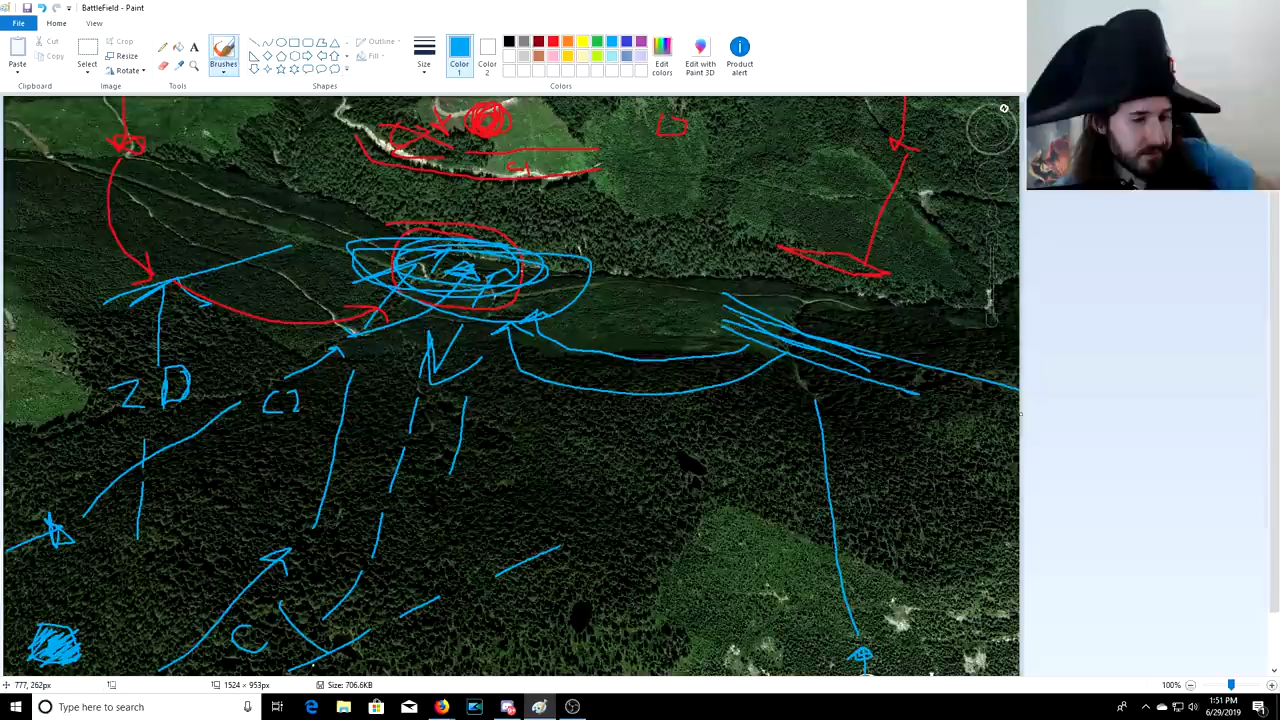 BattleField - Paint
File
Home
View
Paste
Cut
Copy
Clipboard
Select
Crop
Resize
Rotate
Image
Tools
Brushes
Shapes
Outline
Fill
Size
Color 1
Color 2
Edit colors
Edit with Paint 3D
Product alert
Colors
N
C1
2D
C2
C
777, 262px
1524 × 953px
Size: 706.6KB
100%
Type here to search
1:51 PM
6/29/2019